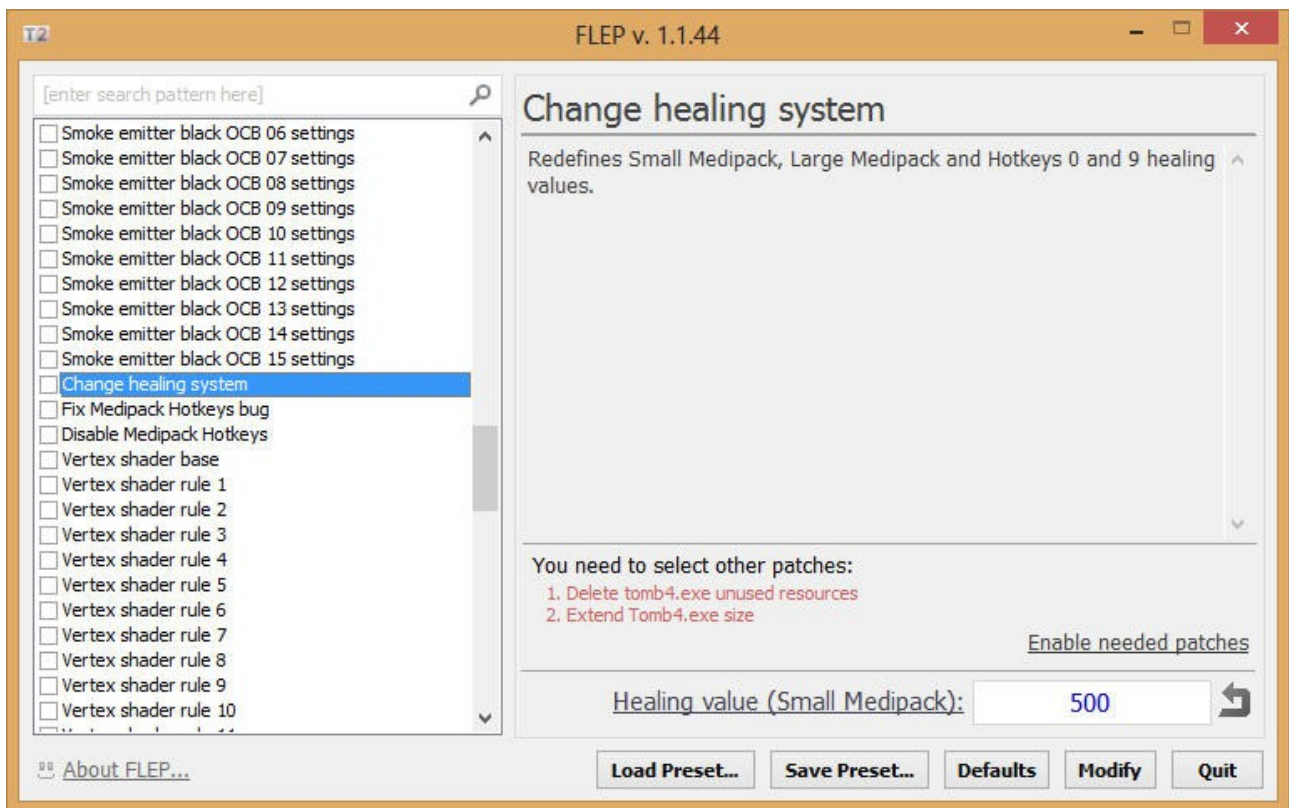 T2
FLEP v. 1.1.44
[enter search pattern here]
Smoke emitter black OCB 06 settings
Smoke emitter black OCB 07 settings
Smoke emitter black OCB 08 settings
Smoke emitter black OCB 09 settings
Smoke emitter black OCB 10 settings
Smoke emitter black OCB 11 settings
Smoke emitter black OCB 12 settings
Smoke emitter black OCB 13 settings
Smoke emitter black OCB 14 settings
Smoke emitter black OCB 15 settings
Change healing system
Fix Medipack Hotkeys bug
Disable Medipack Hotkeys
Vertex shader base
Vertex shader rule 1
Vertex shader rule 2
Vertex shader rule 3
Vertex shader rule 4
Vertex shader rule 5
Vertex shader rule 6
Vertex shader rule 7
Vertex shader rule 8
Vertex shader rule 9
Vertex shader rule 10
Change healing system
Redefines Small Medipack, Large Medipack and Hotkeys 0 and 9 healing
values.
You need to select other patches:
1. Delete tomb4.exe unused resources
2. Extend Tomb4.exe size
Enable needed patches
Healing value (Small Medipack): 500
About FLEP...
Load Preset... Save Preset... Defaults Modify Quit